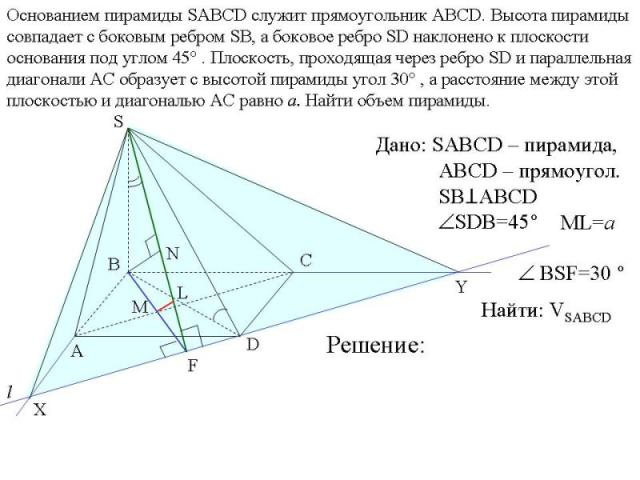 Основанием пирамиды SABCD служит прямоугольник ABCD. Высота пирамиды
совпадает с боковым ребром SB, а боковое ребро SD наклонено к плоскости
основания под углом 45° . Плоскость, проходящая через ребро SD и параллельная
диагонали AC образует с высотой пирамиды угол 30° , а расстояние между этой
плоскостью и диагональю AC равно a. Найти объем пирамиды.
S
Дано: SABCD – пирамида,
ABCD – прямоугол.
SB⊥ABCD
∠SDB=45° ML=a
∠ BSF=30 °
Найти: V_SABCD
Решение:
N
B
C
Y
L
M
A
D
F
l
X